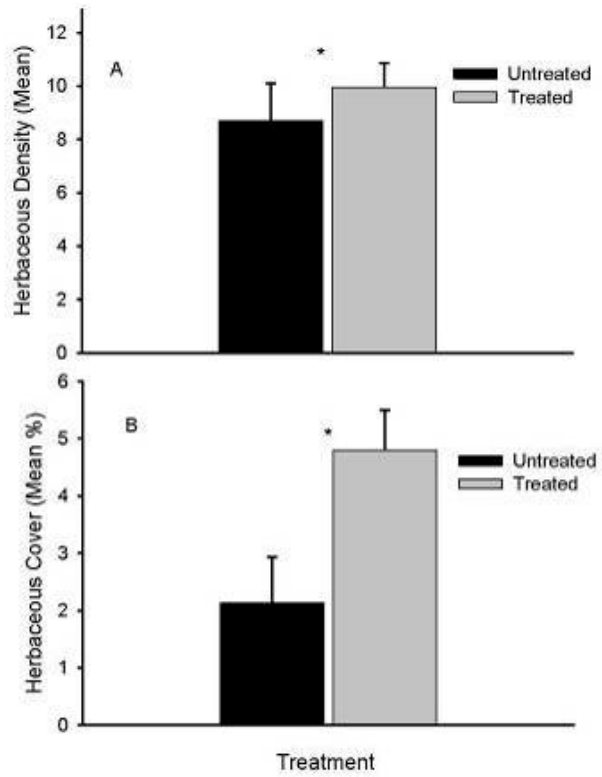 Herbaceous Density (Mean)
12
10
8
6
4
2
0
A
*
Untreated
Treated
Herbaceous Cover (Mean %)
6
5
4
3
2
1
0
B
*
Untreated
Treated
Treatment